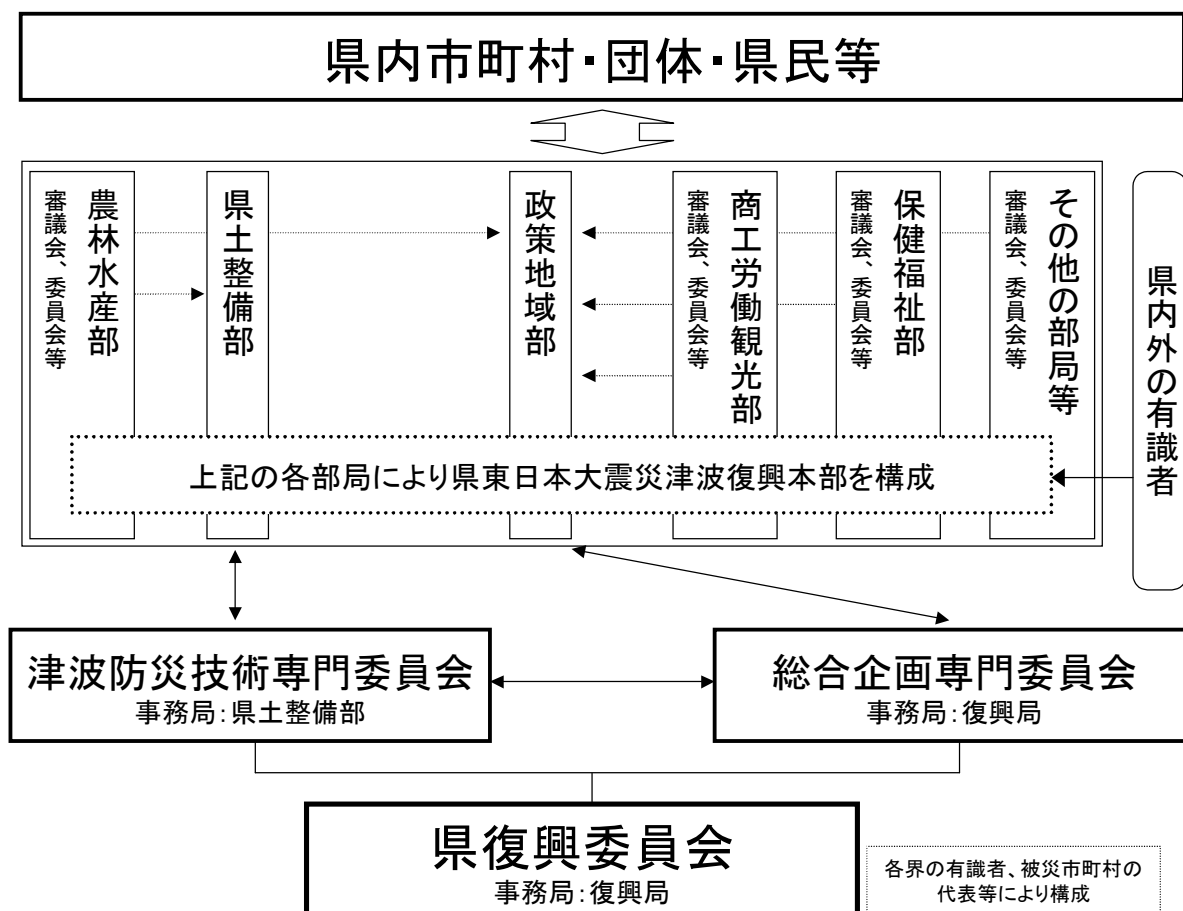 県内市町村・団体・県民等
農林水産部
審議会、委員会等
県土整備部
政策地域部
商工労働観光部
審議会、委員会等
保健福祉部
審議会、委員会等
その他の部局等
審議会、委員会等
県内外の有識者
上記の各部局により県東日本大震災津波復興本部を構成
津波防災技術専門委員会
事務局:県土整備部
総合企画専門委員会
事務局:復興局
県復興委員会
事務局:復興局
各界の有識者、被災市町村の
代表等により構成